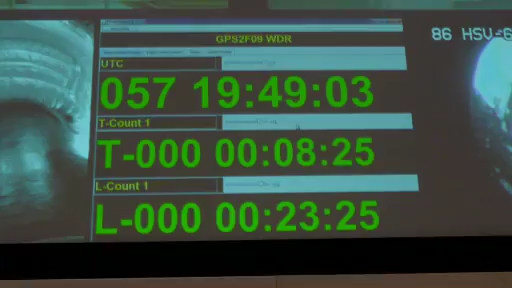 GPS2F09 WDR
86 HSV-6
UTC
057 19:49:03
T-Count 1
T-000 00:08:25
L-Count 1
L-000 00:23:25